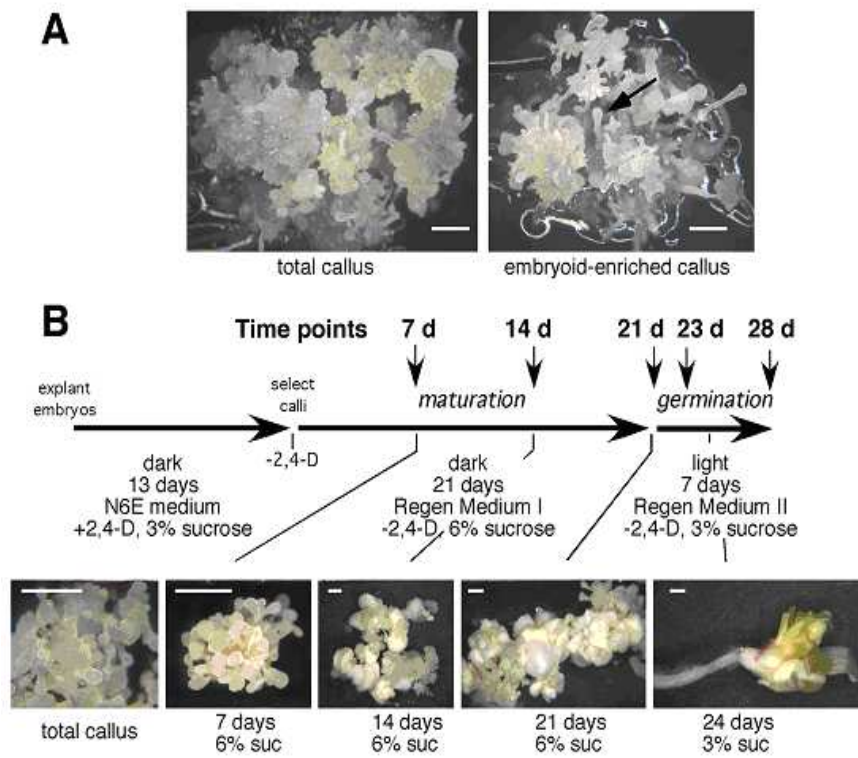 A
total callus
embryoid-enriched callus
B
Time points
7 d
14 d
21 d
23 d
28 d
explant
embryos
select
calli
maturation
germination
-2,4-D
dark
13 days
N6E medium
+2,4-D, 3% sucrose
dark
21 days
Regen Medium I
-2,4-D, 6% sucrose
light
7 days
Regen Medium II
-2,4-D, 3% sucrose
total callus
7 days
6% suc
14 days
6% suc
21 days
6% suc
24 days
3% suc